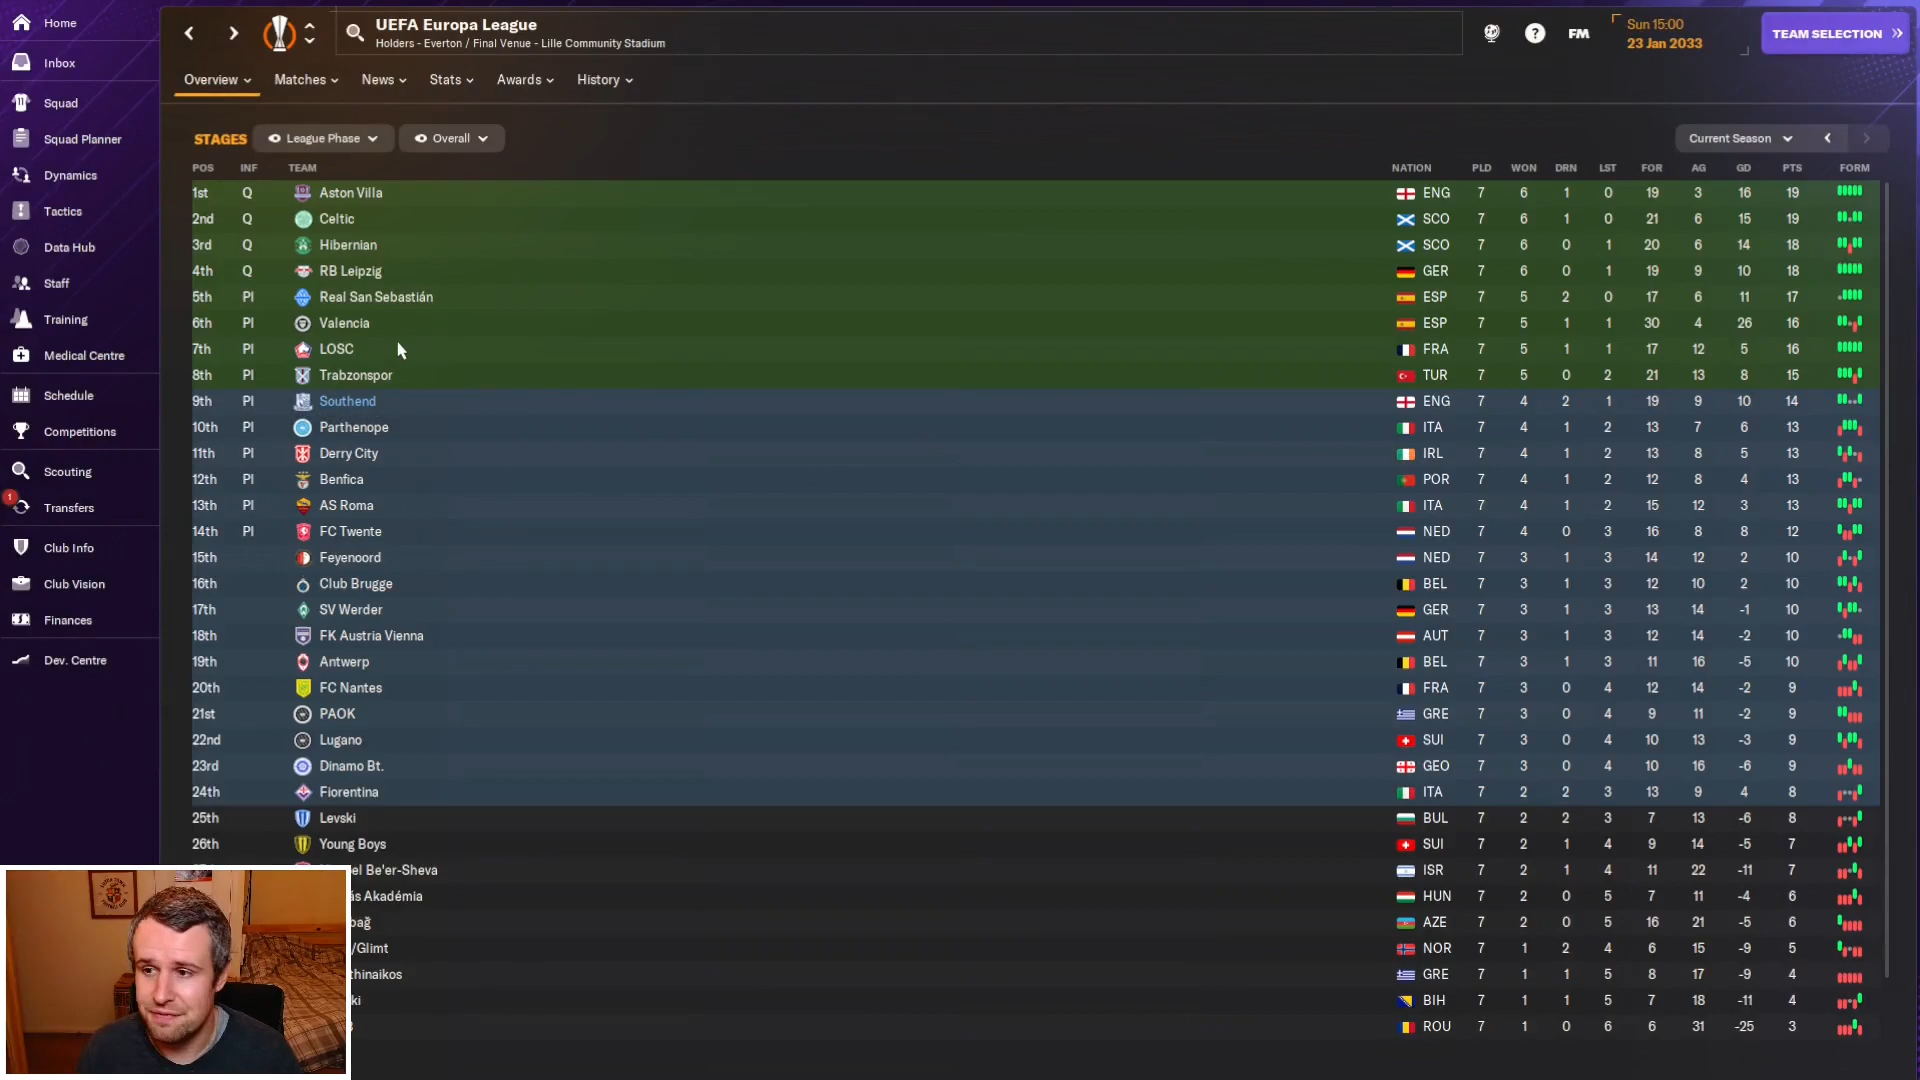 Home
Inbox
Squad
Squad Planner
Dynamics
Tactics
Data Hub
Staff
Training
Medical Centre
Schedule
Competitions
Scouting
1
Transfers
Club Info
Club Vision
Finances
Dev. Centre
UEFA Europa League
Holders - Everton / Final Venue - Lille Community Stadium
FM
Sun 15:00
23 Jan 2033
TEAM SELECTION
Overview Matches News Stats Awards History
STAGES League Phase Overall Current Season
POS INF TEAM NATION PLD WON DRN LST FOR AG GD PTS FORM
1st Q Aston Villa ENG 7 6 1 0 19 3 16 19
2nd Q Celtic SCO 7 6 1 0 21 6 15 19
3rd Q Hibernian SCO 7 6 0 1 20 6 14 18
4th Q RB Leipzig GER 7 6 0 1 19 9 10 18
5th Pl Real San Sebastián ESP 7 5 2 0 17 6 11 17
6th Pl Valencia ESP 7 5 1 1 30 4 26 16
7th Pl LOSC FRA 7 5 1 1 17 12 5 16
8th Pl Trabzonspor TUR 7 5 0 2 21 13 8 15
9th Pl Southend ENG 7 4 2 1 19 9 10 14
10th Pl Parthenope ITA 7 4 1 2 13 7 6 13
11th Pl Derry City IRL 7 4 1 2 13 8 5 13
12th Pl Benfica POR 7 4 1 2 12 8 4 13
13th Pl AS Roma ITA 7 4 1 2 15 12 3 13
14th Pl FC Twente NED 7 4 0 3 16 8 8 12
15th Feyenoord NED 7 3 1 3 14 12 2 10
16th Club Brugge BEL 7 3 1 3 12 10 2 10
17th SV Werder GER 7 3 1 3 13 14 -1 10
18th FK Austria Vienna AUT 7 3 1 3 12 14 -2 10
19th Antwerp BEL 7 3 1 3 11 16 -5 10
20th FC Nantes FRA 7 3 0 4 12 14 -2 9
21st PAOK GRE 7 3 0 4 9 11 -2 9
22nd Lugano SUI 7 3 0 4 10 13 -3 9
23rd Dinamo Bt. GEO 7 3 0 4 10 16 -6 9
24th Fiorentina ITA 7 2 2 3 13 9 4 8
25th Levski BUL 7 2 2 3 7 13 -6 8
26th Young Boys SUI 7 2 1 4 9 14 -5 7
el Be'er-Sheva ISR 7 2 1 4 11 22 -11 7
ás Akadémia HUN 7 2 0 5 7 11 -4 6
bağ AZE 7 2 0 5 16 21 -5 6
/Glimt NOR 7 1 2 4 6 15 -9 5
thinaikos GRE 7 1 1 5 8 17 -9 4
ki BIH 7 1 1 5 7 18 -11 4
ROU 7 1 0 6 6 31 -25 3